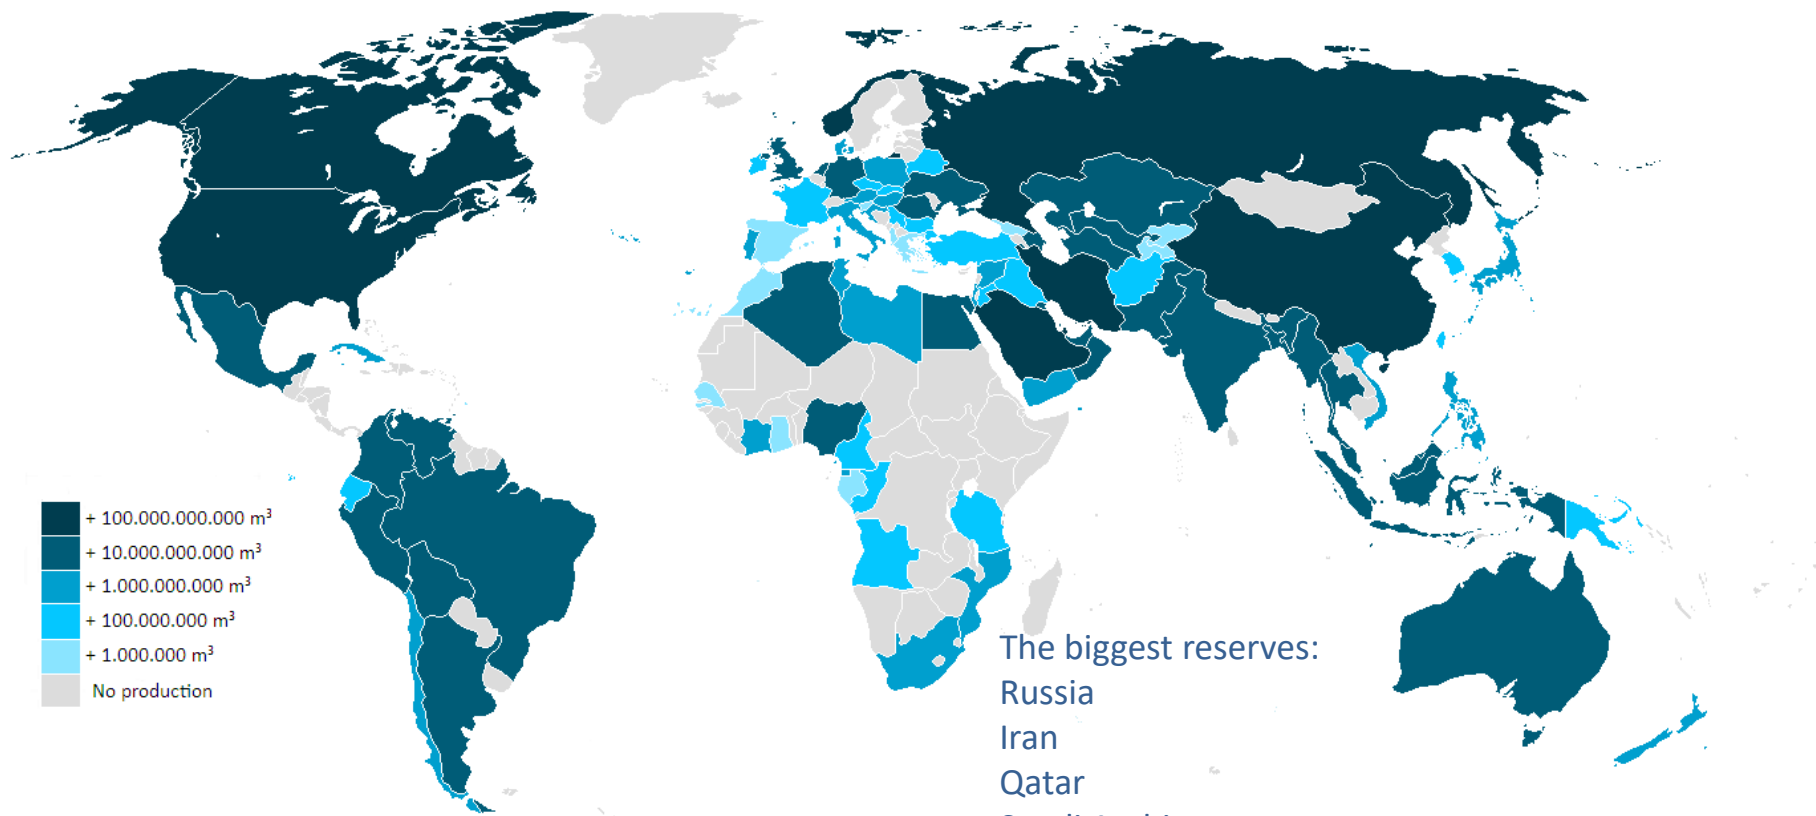 + 100.000.000.000 m³
+ 10.000.000.000 m³
+ 1.000.000.000 m³
+ 100.000.000 m³
+ 1.000.000 m³
No production
The biggest reserves:
Russia
Iran
Qatar